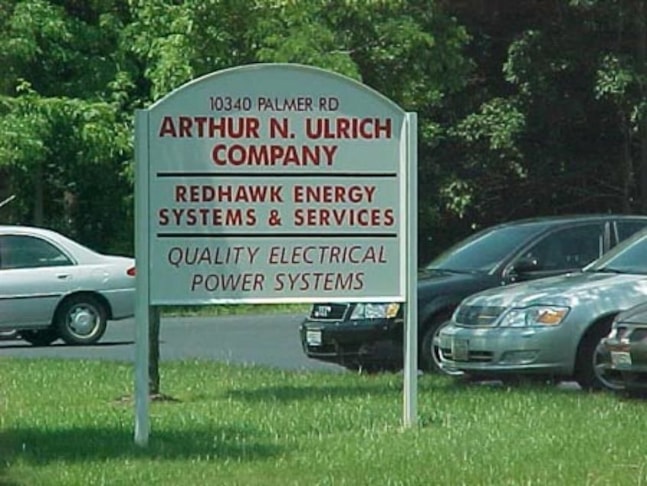 10340 PALMER RD
ARTHUR N. ULRICH
COMPANY
REDHAWK ENERGY
SYSTEMS & SERVICES
QUALITY ELECTRICAL
POWER SYSTEMS